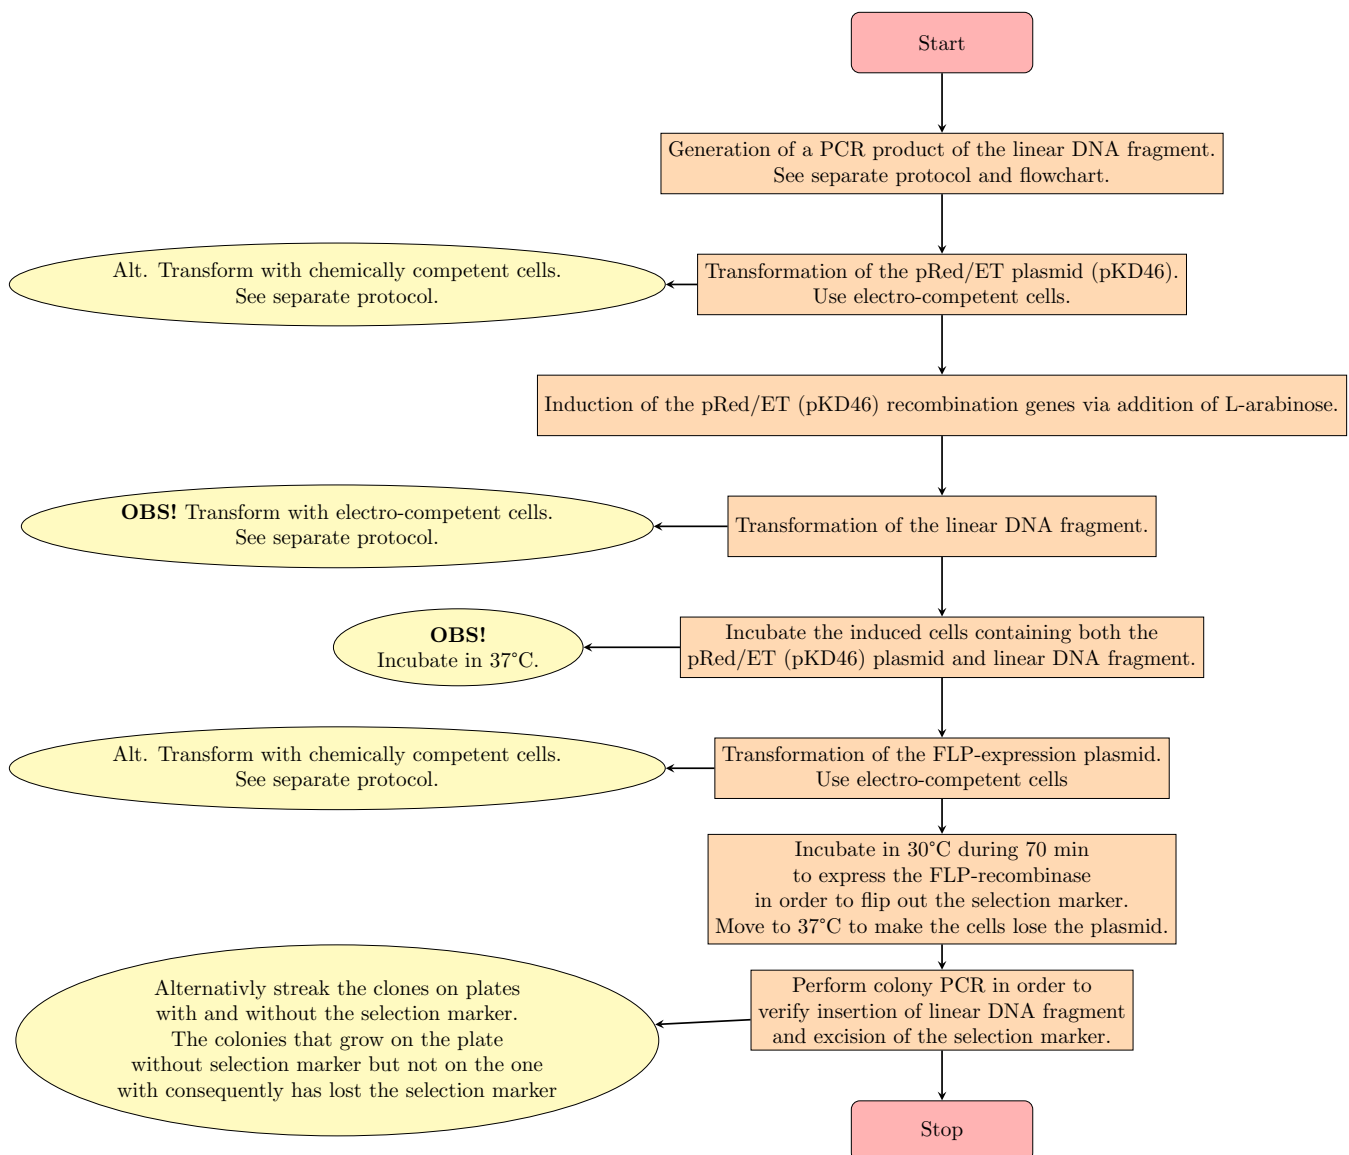 Start
Generation of a PCR product of the linear DNA fragment.
See separate protocol and flowchart.
Alt. Transform with chemically competent cells.
See separate protocol.
Transformation of the pRed/ET plasmid (pKD46).
Use electro-competent cells.
Induction of the pRed/ET (pKD46) recombination genes via addition of L-arabinose.
OBS! Transform with electro-competent cells.
See separate protocol.
Transformation of the linear DNA fragment.
OBS!
Incubate in 37°C.
Incubate the induced cells containing both the
pRed/ET (pKD46) plasmid and linear DNA fragment.
Alt. Transform with chemically competent cells.
See separate protocol.
Transformation of the FLP-expression plasmid.
Use electro-competent cells
Incubate in 30°C during 70 min
to express the FLP-recombinase
in order to flip out the selection marker.
Move to 37°C to make the cells lose the plasmid.
Alternativly streak the clones on plates
with and without the selection marker.
The colonies that grow on the plate
without selection marker but not on the one
with consequently has lost the selection marker
Perform colony PCR in order to
verify insertion of linear DNA fragment
and excision of the selection marker.
Stop